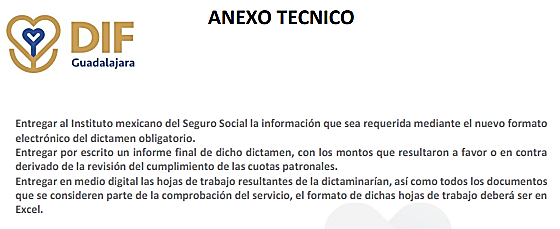 ANEXO TECNICO
DIF
Guadalajara
Entregar al Instituto mexicano del Seguro Social la información que sea requerida mediante el nuevo formato
electrónico del dictamen obligatorio.
Entregar por escrito un informe final de dicho dictamen, con los montos que resultaron a favor o en contra
derivado de la revisión del cumplimiento de las cuotas patronales.
Entregar en medio digital las hojas de trabajo resultantes de la dictaminarían, así como todos los documentos
que se consideren parte de la comprobación del servicio, el formato de dichas hojas de trabajo deberá ser en
Excel.